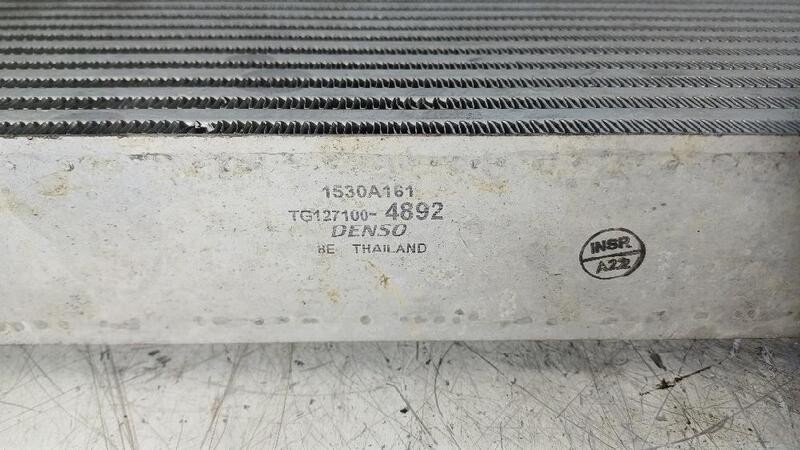 1530A161
TG127100-4892
DENSO
8E THAILAND
INSP.
A22